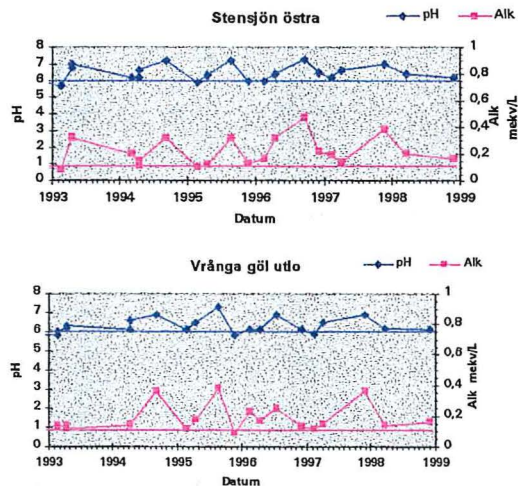 Stensjön östra
pH Alk
8 7 6 5 4 3 2 1 0
pH
1 0,8 0,6 0,4 0,2 0
Alk mekv/L
1993 1994 1995 1996 1997 1998 1999
Datum
Vrånga göl utlo
pH Alk
8 7 6 5 4 3 2 1 0
pH
1 0,8 0,6 0,4 0,2 0
Alk mekv/L
1993 1994 1995 1996 1997 1998 1999
Datum